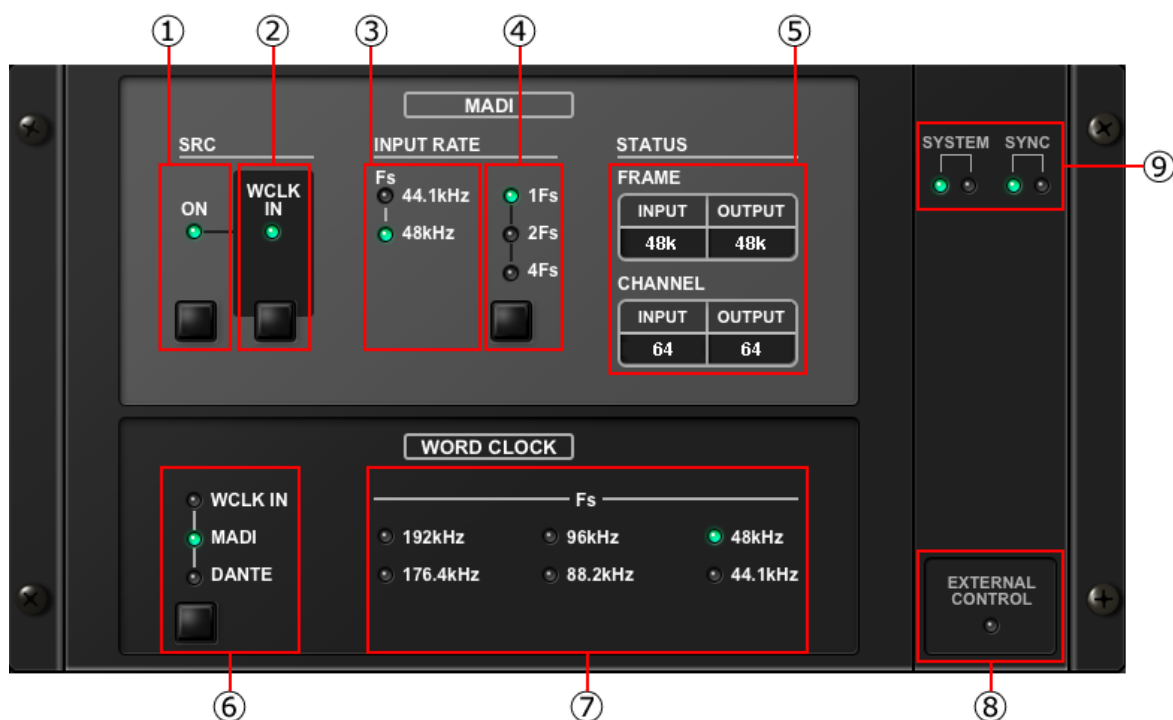 ① ② ③ ④ ⑤
MADI
SRC INPUT RATE STATUS
SYSTEM SYNC
⑨
Fs
FRAME
WCLK IN
44.1kHz 1Fs
INPUT OUTPUT
ON
48kHz 2Fs
48k 48k
4Fs
CHANNEL
INPUT OUTPUT
64 64
WORD CLOCK
WCLK IN
MADI
DANTE
Fs
192kHz 96kHz 48kHz
176.4kHz 88.2kHz 44.1kHz
EXTERNAL
CONTROL
⑥ ⑦ ⑧